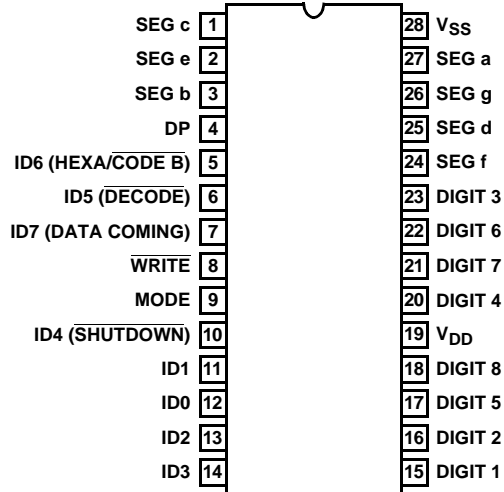 SEG c 1 28 VSS
SEG e 2 27 SEG a
SEG b 3 26 SEG g
DP 4 25 SEG d
ID6 (HEXA/CODE B) 5 24 SEG f
ID5 (DECODE) 6 23 DIGIT 3
ID7 (DATA COMING) 7 22 DIGIT 6
WRITE 8 21 DIGIT 7
MODE 9 20 DIGIT 4
ID4 (SHUTDOWN) 10 19 VDD
ID1 11 18 DIGIT 8
ID0 12 17 DIGIT 5
ID2 13 16 DIGIT 2
ID3 14 15 DIGIT 1